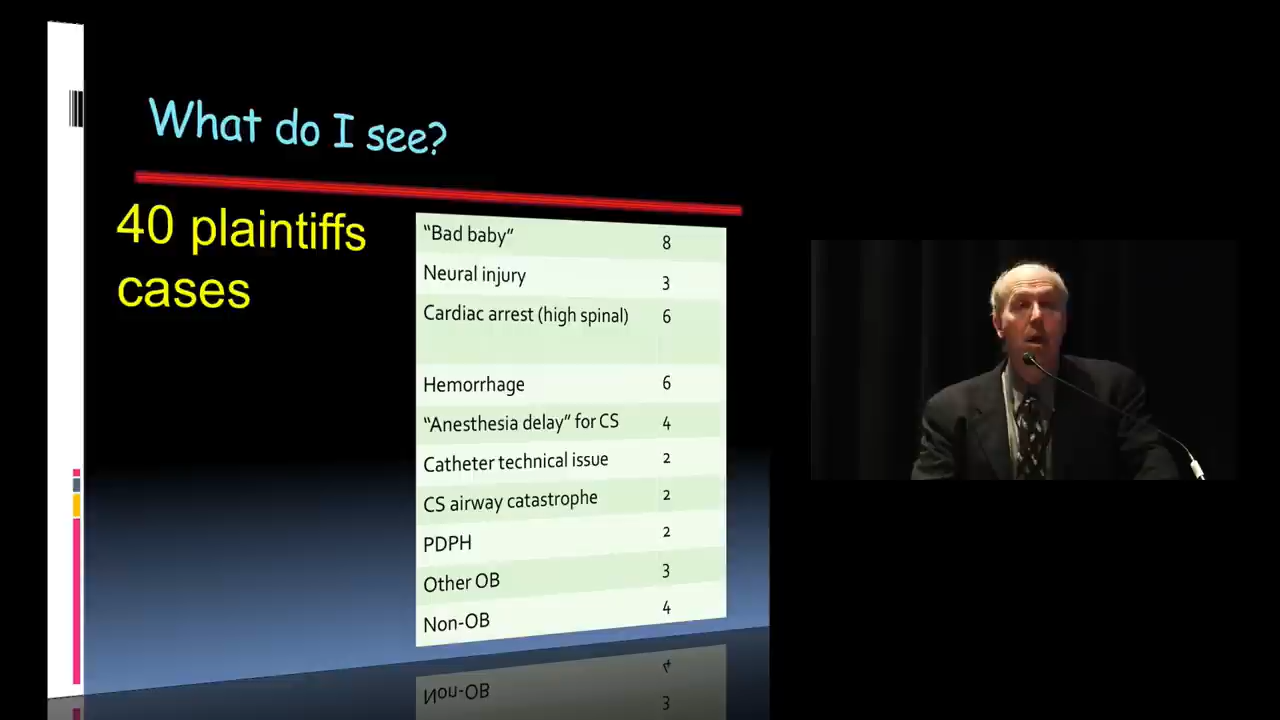 What do I see?
40 plaintiffs
cases
“Bad baby” 8
Neural injury 3
Cardiac arrest (high spinal) 6
Hemorrhage 6
“Anesthesia delay” for CS 4
Catheter technical issue 2
CS airway catastrophe 2
PDPH 2
Other OB 3
Non-OB 4